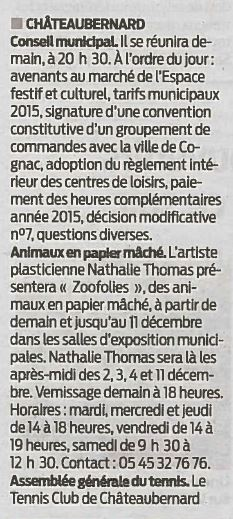 ■ CHÂTEAUBERNARD
Conseil municipal. Il se réunira de-
main, à 20 h 30. À l'ordre du jour :
avenants au marché de l'Espace
festif et culturel, tarifs municipaux
2015, signature d'une convention
constitutive d'un groupement de
commandes avec la ville de Co-
gnac, adoption du règlement inté-
rieur des centres de loisirs, paie-
ment des heures complémentaires
année 2015, décision modificative
n°7, questions diverses.
Animaux en papier mâché. L'artiste
plasticienne Nathalie Thomas pré-
sentera « Zoofolies », des ani-
maux en papier mâché, à partir de
demain et jusqu'au 11 décembre
dans les salles d'exposition munici-
pales. Nathalie Thomas sera là les
après-midi des 2, 3, 4 et 11 décem-
bre. Vernissage demain à 18 heures.
Horaires : mardi, mercredi et jeudi
de 14 à 18 heures, vendredi de 14 à
19 heures, samedi de 9 h 30 à
12 h 30. Contact : 05 45 32 76 76.
Assemblée générale du tennis. Le
Tennis Club de Châteaubernard